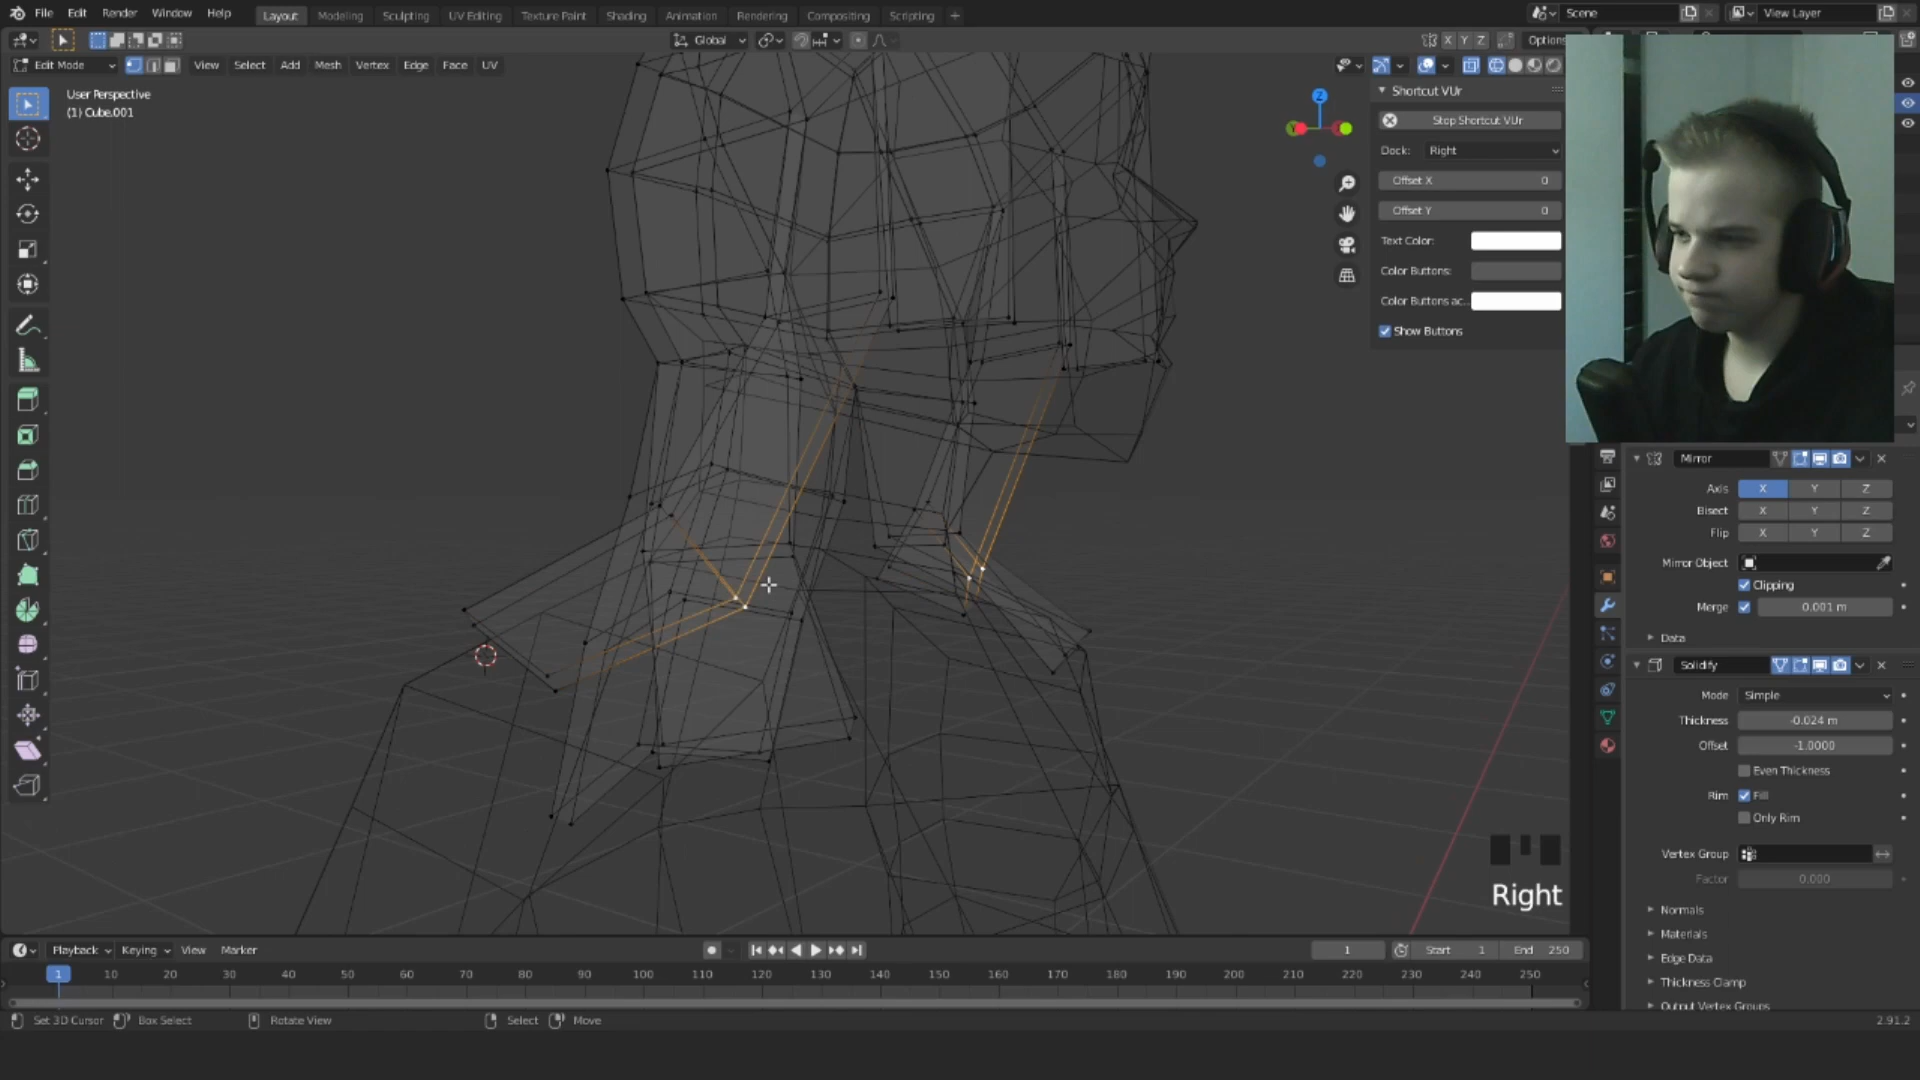 File Edit Render Window Help Layout Modeling Sculpting UV Editing Texture Paint Shading Animation Rendering Compositing Scripting + Scene View Layer
Global X Y Z Options
Edit Mode View Select Add Mesh Vertex Edge Face UV
User Perspective
(1) Cube.001
Z
Shortcut VUr
Stop Shortcut VUr
Dock: Right
Offset X 0
Offset Y 0
Text Color:
Color Buttons:
Color Buttons ac..
Show Buttons
Mirror
Axis X Y Z
Bisect X Y Z
Flip X Y Z
Mirror Object
Clipping
Merge 0.001 m
Data
Solidify
Mode Simple
Thickness -0.024 m
Offset -1.0000
Even Thickness
Rim Fill
Only Rim
Vertex Group
Factor 0.000
Normals
Materials
Edge Data
Thickness Clamp
Output Vertex Groups
Right
Playback Keying View Marker 1 Start 1 End 250
1 10 20 30 40 50 60 70 80 90 100 110 120 130 140 150 160 170 180 190 200 210 220 230 240 250
Set 3D Cursor Box Select Rotate View Select Move 2.91.2